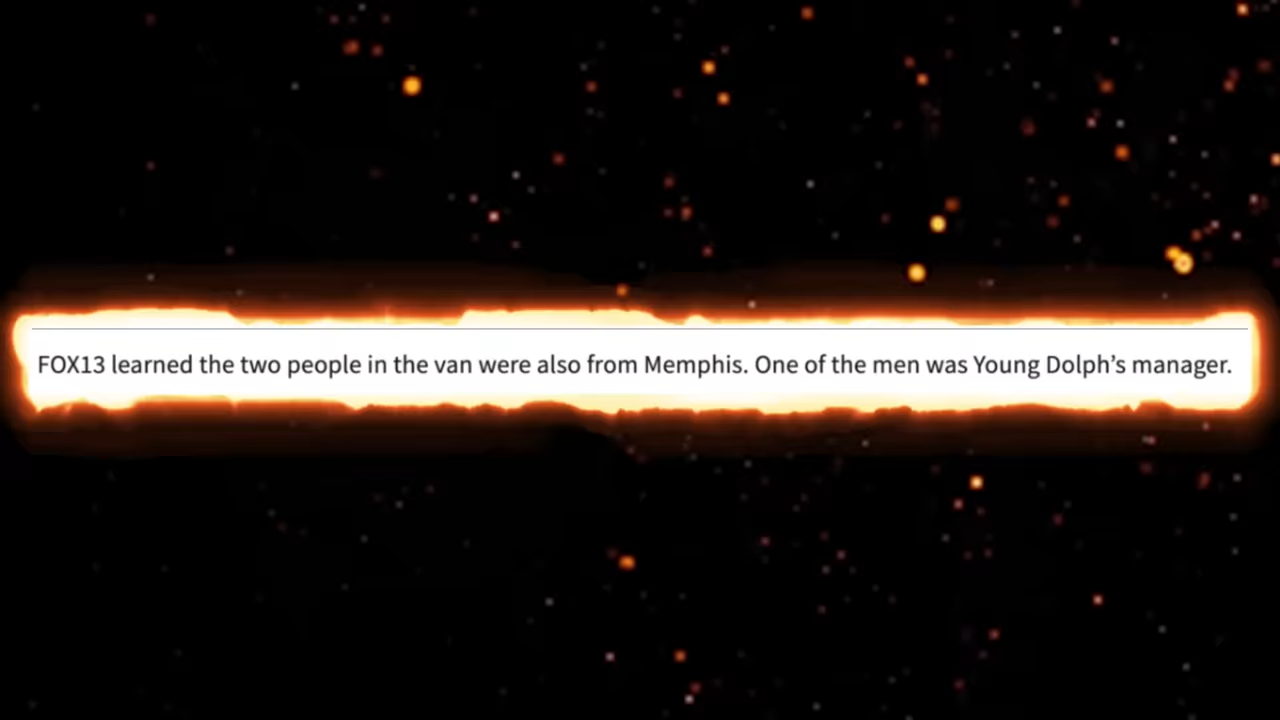 FOX13 learned the two people in the van were also from Memphis. One of the men was Young Dolph’s manager.